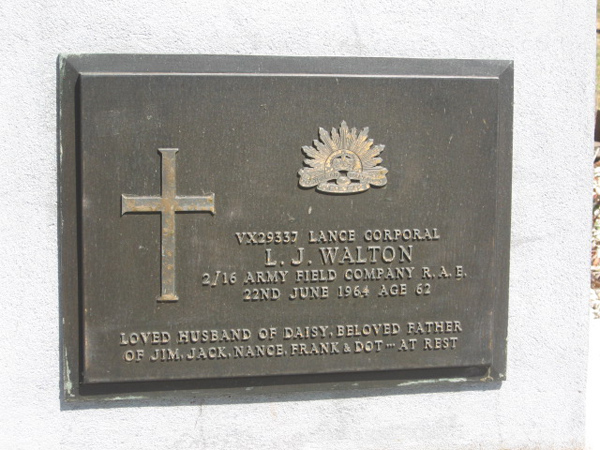 VX29337 LANCE CORPORAL
L. J. WALTON
2/16 ARMY FIELD COMPANY R.A.E.
22ND JUNE 1964 AGE 62
LOVED HUSBAND OF DAISY, BELOVED FATHER
OF JIM, JACK, NANCE, FRANK & DOT --- AT REST